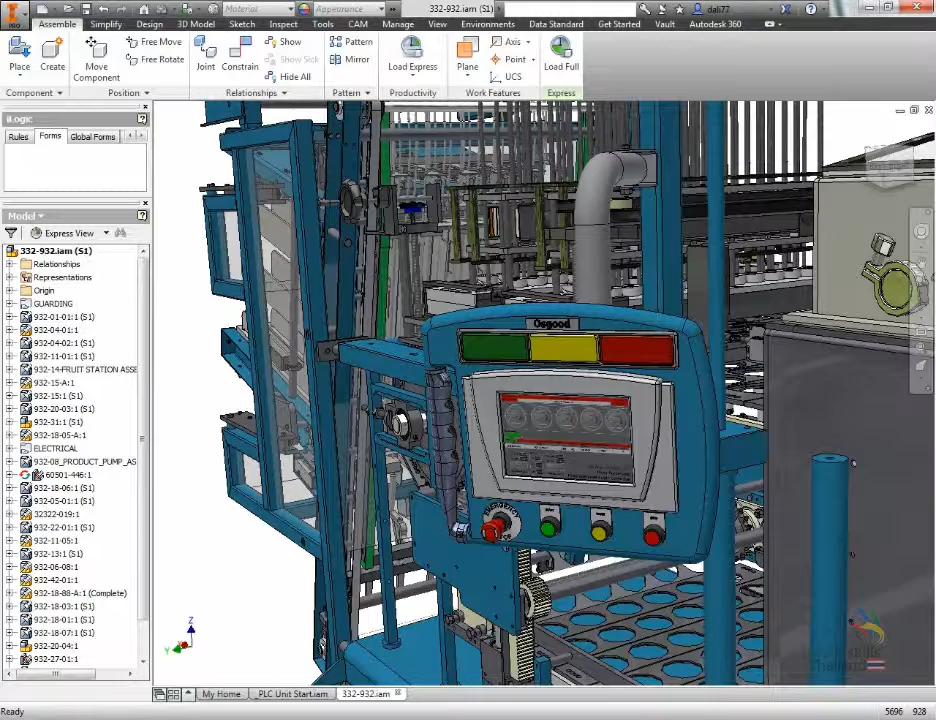 Material
Appearance
332-932.iam (S1)
dali77
PRO
Assemble Simplify Design 3D Model Sketch Inspect Tools CAM Manage View Environments Data Standard Get Started Vault Autodesk 360
Place
Create
Move Component
Free Move
Free Rotate
Joint
Constrain
Show
Show Sick
Hide All
Pattern
Mirror
Load Express
Plane
Axis
Point
UCS
Load Full
Component Position Relationships Pattern Productivity Work Features Express
iLogic
Rules Forms Global Forms
Model
Express View
332-932.iam (S1)
Relationships
Representations
Origin
GUARDING
932-01-01:1 (S1)
932-04-01:1
932-04-02:1 (S1)
932-11-01:1 (S1)
932-14-FRUIT STATION ASSE
932-15-A:1
932-15:1 (S1)
932-20-03:1 (S1)
932-31:1 (S1)
932-18-05-A:1
ELECTRICAL
932-08_PRODUCT_PUMP_AS
60501-446:1
932-18-06:1 (S1)
932-05-01:1 (S1)
32322-019:1
932-22-01:1 (S1)
932-11-05:1
932-13:1 (S1)
932-06-08:1
932-42-01:1
932-18-88-A:1 (Complete)
932-18-03:1 (S1)
932-18-01:1 (S1)
932-18-07:1 (S1)
932-20-04:1
932-27-01:1
Osgood
EMERGENCY
Z
Y
Thailand
My Home _PLC Unit Start.iam 332-932.iam
Ready
5696 928